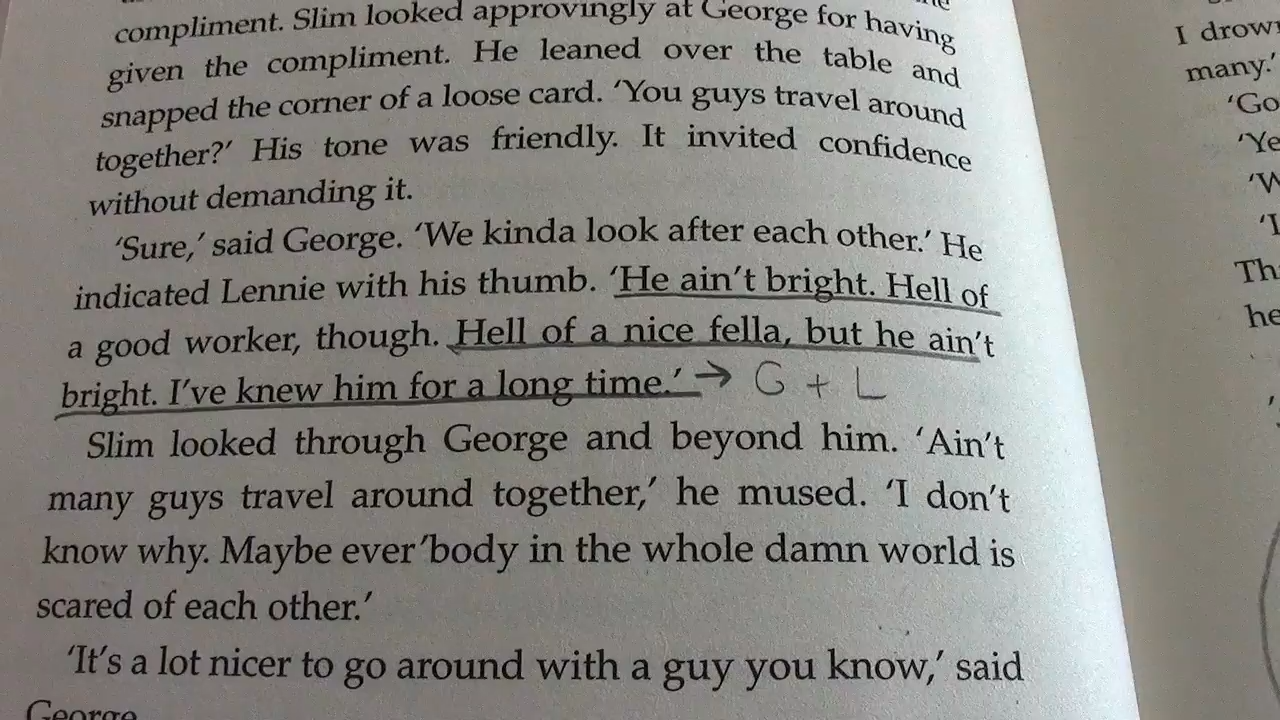 compliment. Slim looked approvingly at George for having
given the compliment. He leaned over the table and
snapped the corner of a loose card. ‘You guys travel around
together?’ His tone was friendly. It invited confidence
without demanding it.
‘Sure,’ said George. ‘We kinda look after each other.’ He
indicated Lennie with his thumb. ‘He ain’t bright. Hell of
a good worker, though. Hell of a nice fella, but he ain’t
bright. I’ve knew him for a long time.’ → G + L
Slim looked through George and beyond him. ‘Ain’t
many guys travel around together,’ he mused. ‘I don’t
know why. Maybe ever’body in the whole damn world is
scared of each other.’
‘It’s a lot nicer to go around with a guy you know,’ said
George.
I
many.’
he